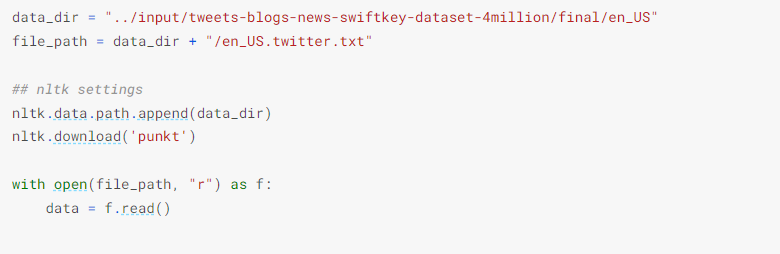 data_dir = "../input/tweets-blogs-news-swiftkey-dataset-4million/final/en_US"
file_path = data_dir + "/en_US.twitter.txt"
## nltk settings
nltk.data.path.append(data_dir)
nltk.download('punkt')
with open(file_path, "r") as f:
    data = f.read()